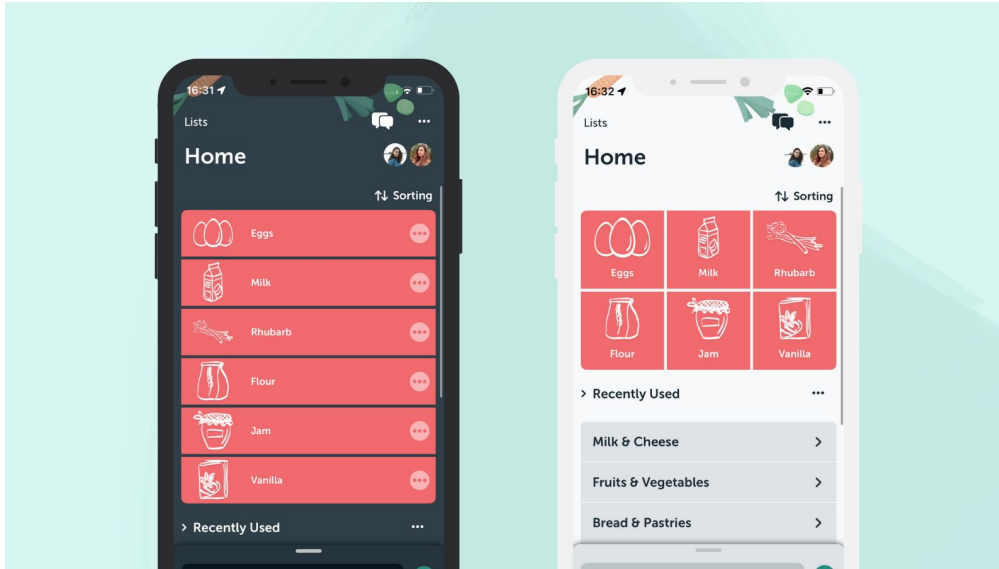 16:31
Lists
Home
Sorting
Eggs
Milk
Rhubarb
Flour
Jam
Vanilla
Recently Used
16:32
Lists
Home
Sorting
Eggs Milk Rhubarb
Flour Jam Vanilla
Recently Used
Milk & Cheese
Fruits & Vegetables
Bread & Pastries